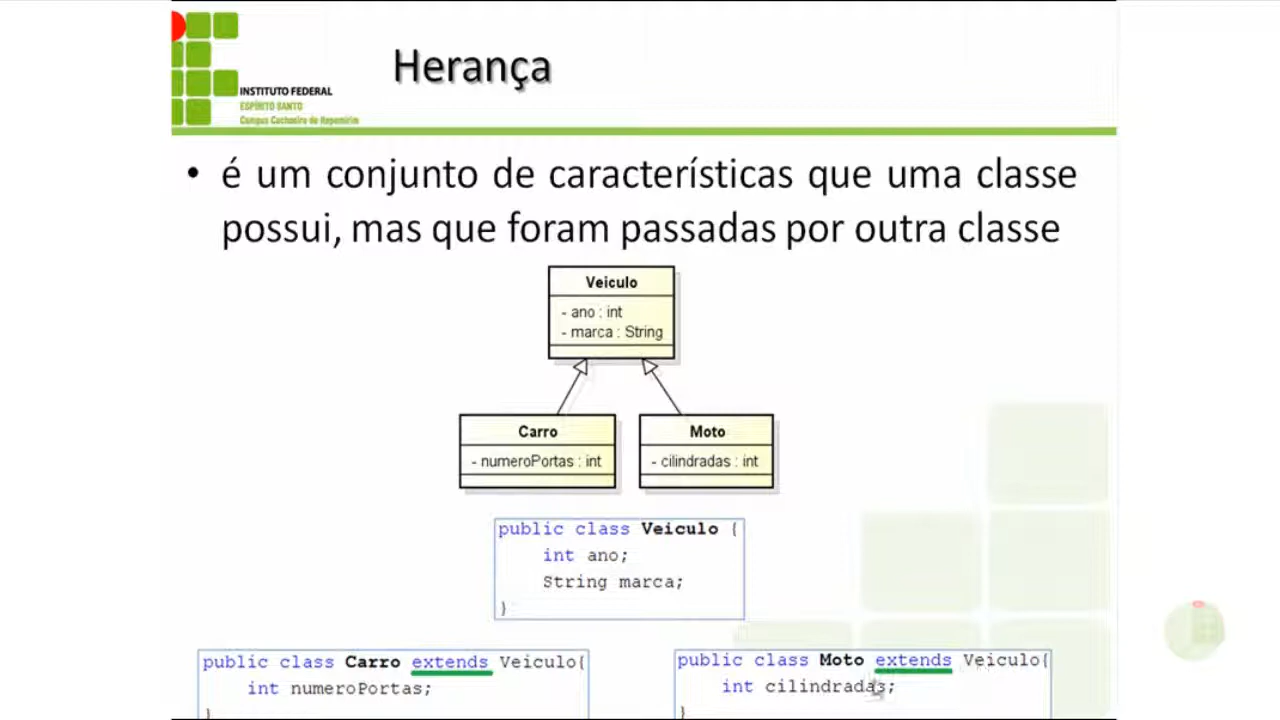 INSTITUTO FEDERAL
ESPÍRITO SANTO
Campus Cachoeiro de Itapemirim
Herança
• é um conjunto de características que uma classe
possui, mas que foram passadas por outra classe
Veiculo
- ano : int
- marca : String
Carro
- numeroPortas : int
Moto
- cilindradas : int
public class Veiculo {
int ano;
String marca;
}
public class Carro extends Veiculo{
int numeroPortas;
}
public class Moto extends Veiculo{
int cilindradas;
}